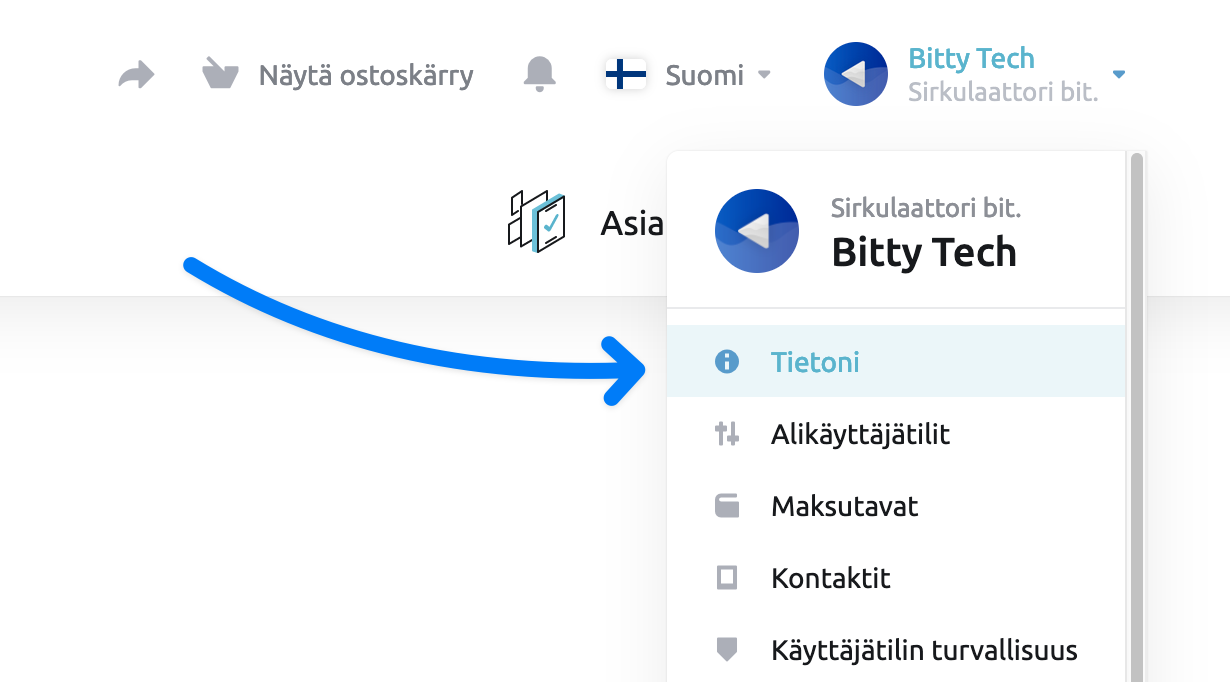 Näytä ostoskärry
Suomi
Bitty Tech
Sirkulaattori bit.
Asia
Sirkulaattori bit.
Bitty Tech
Tietoni
Alikäyttäjätilit
Maksutavat
Kontaktit
Käyttäjätilin turvallisuus